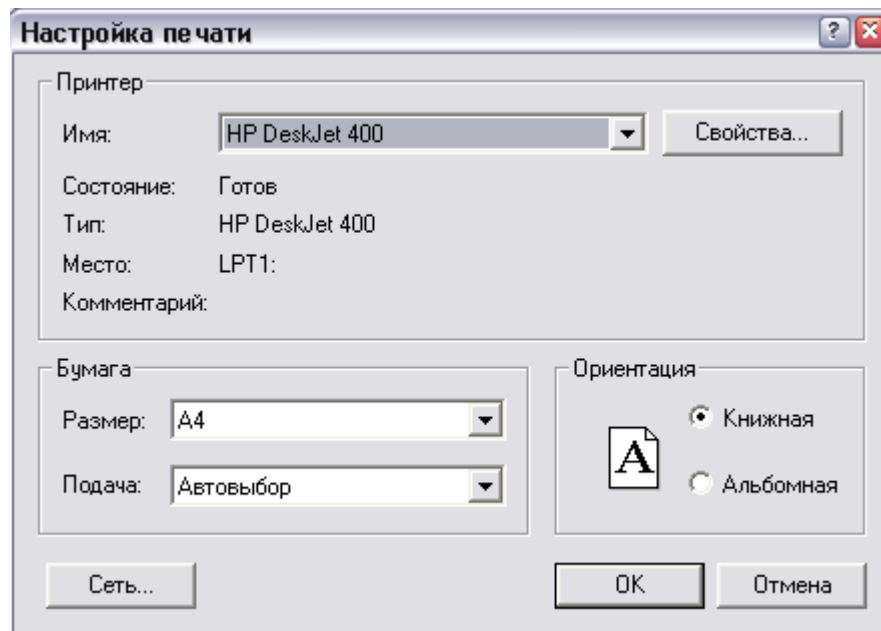 Настройка печати
Принтер
Имя: HP DeskJet 400 Свойства...
Состояние: Готов
Тип: HP DeskJet 400
Место: LPT1:
Комментарий:
Бумага
Размер: A4
Подача: Автовыбор
Ориентация
A
Книжная
Альбомная
Сеть... OK Отмена